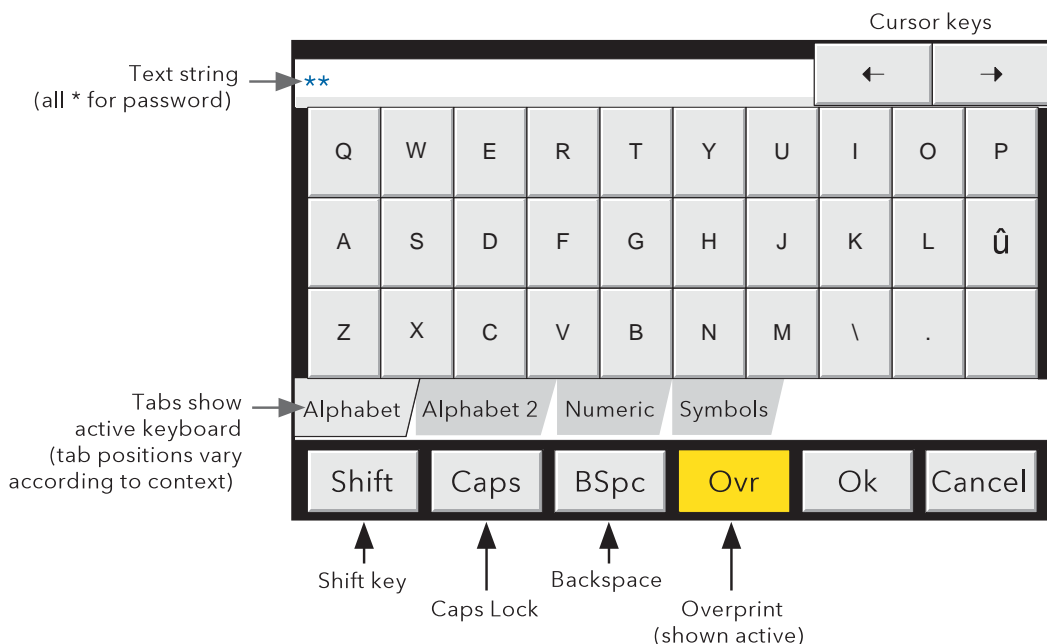 Cursor keys
Text string
(all * for password)
**
← →
Q W E R T Y U I O P
A S D F G H J K L û
Z X C V B N M \ .
Tabs show
active keyboard
(tab positions vary
according to context)
Alphabet Alphabet 2 Numeric Symbols
Shift Caps BSpc Ovr Ok Cancel
Shift key
Caps Lock
Backspace
Overprint
(shown active)